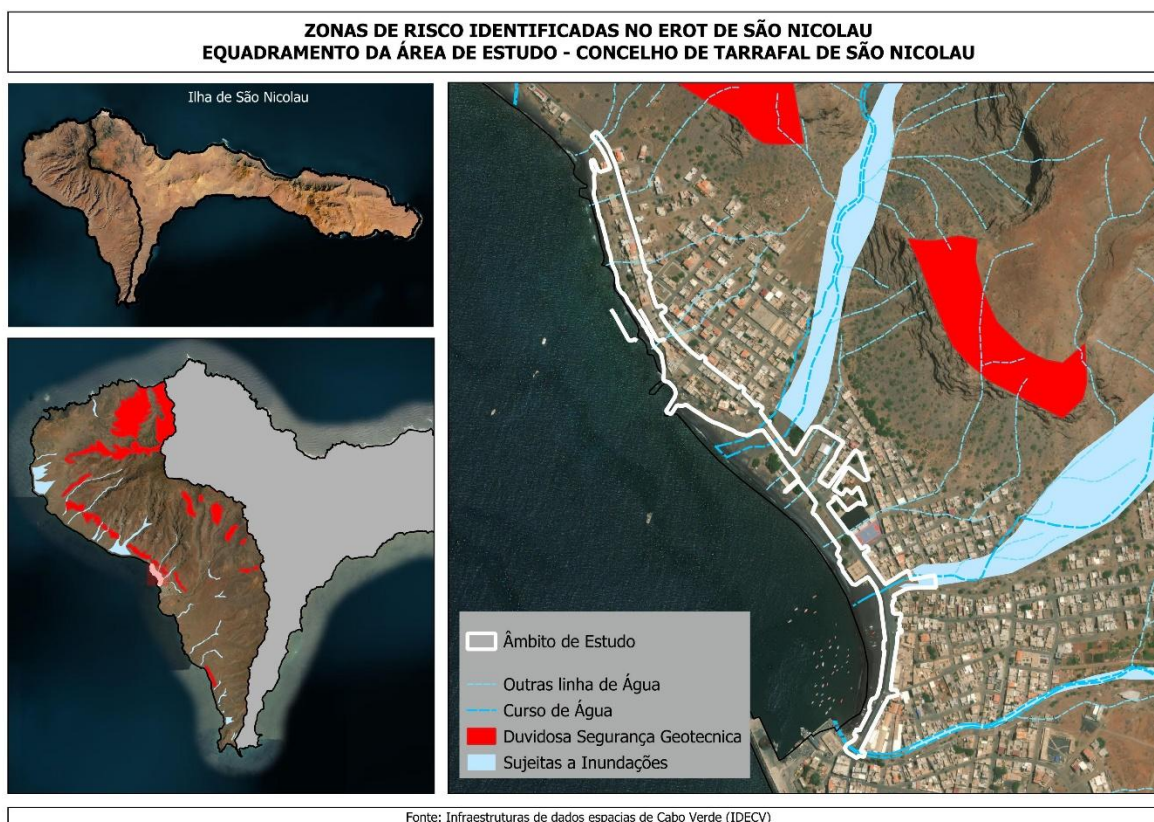 ZONAS DE RISCO IDENTIFICADAS NO EROT DE SÃO NICOLAU
EQUADRAMENTO DA ÁREA DE ESTUDO - CONCELHO DE TARRAFAL DE SÃO NICOLAU
Ilha de São Nicolau
Âmbito de Estudo
Outras linha de Água
Curso de Água
Duvidosa Segurança Geotecnica
Sujeitas a Inundações
Fonte: Infraestruturas de dados espacias de Cabo Verde (IDECV)